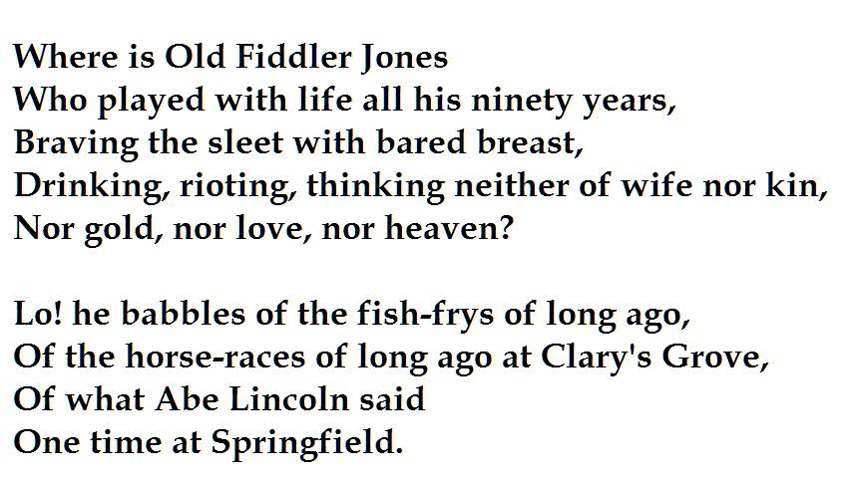 Where is Old Fiddler Jones
Who played with life all his ninety years,
Braving the sleet with bared breast,
Drinking, rioting, thinking neither of wife nor kin,
Nor gold, nor love, nor heaven?
Lo! he babbles of the fish-frys of long ago,
Of the horse-races of long ago at Clary's Grove,
Of what Abe Lincoln said
One time at Springfield.